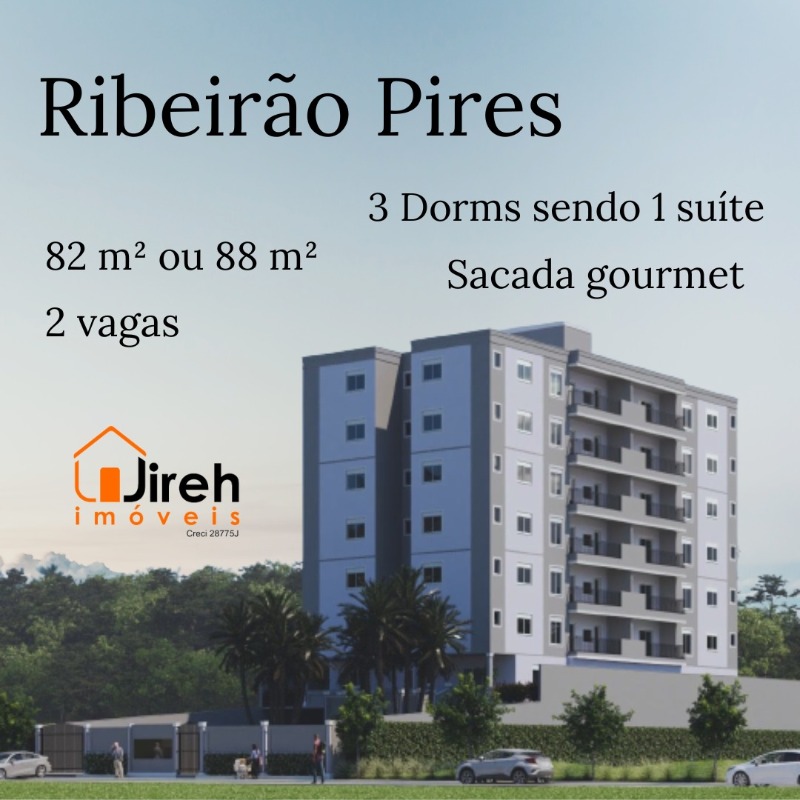 Ribeirão Pires
3 Dorms sendo 1 suíte
82 m² ou 88 m²
Sacada gourmet
2 vagas
Jireh
imóveis
Creci 28775J